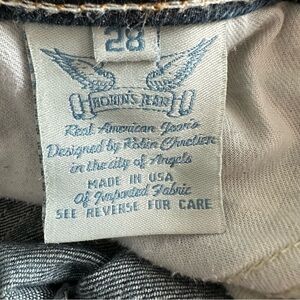 28
ROBIN'S JEAN
Real American Jean's
Designed by Robin Chretien
in the city of Angels
MADE IN USA
Of Imported Fabric
SEE REVERSE FOR CARE